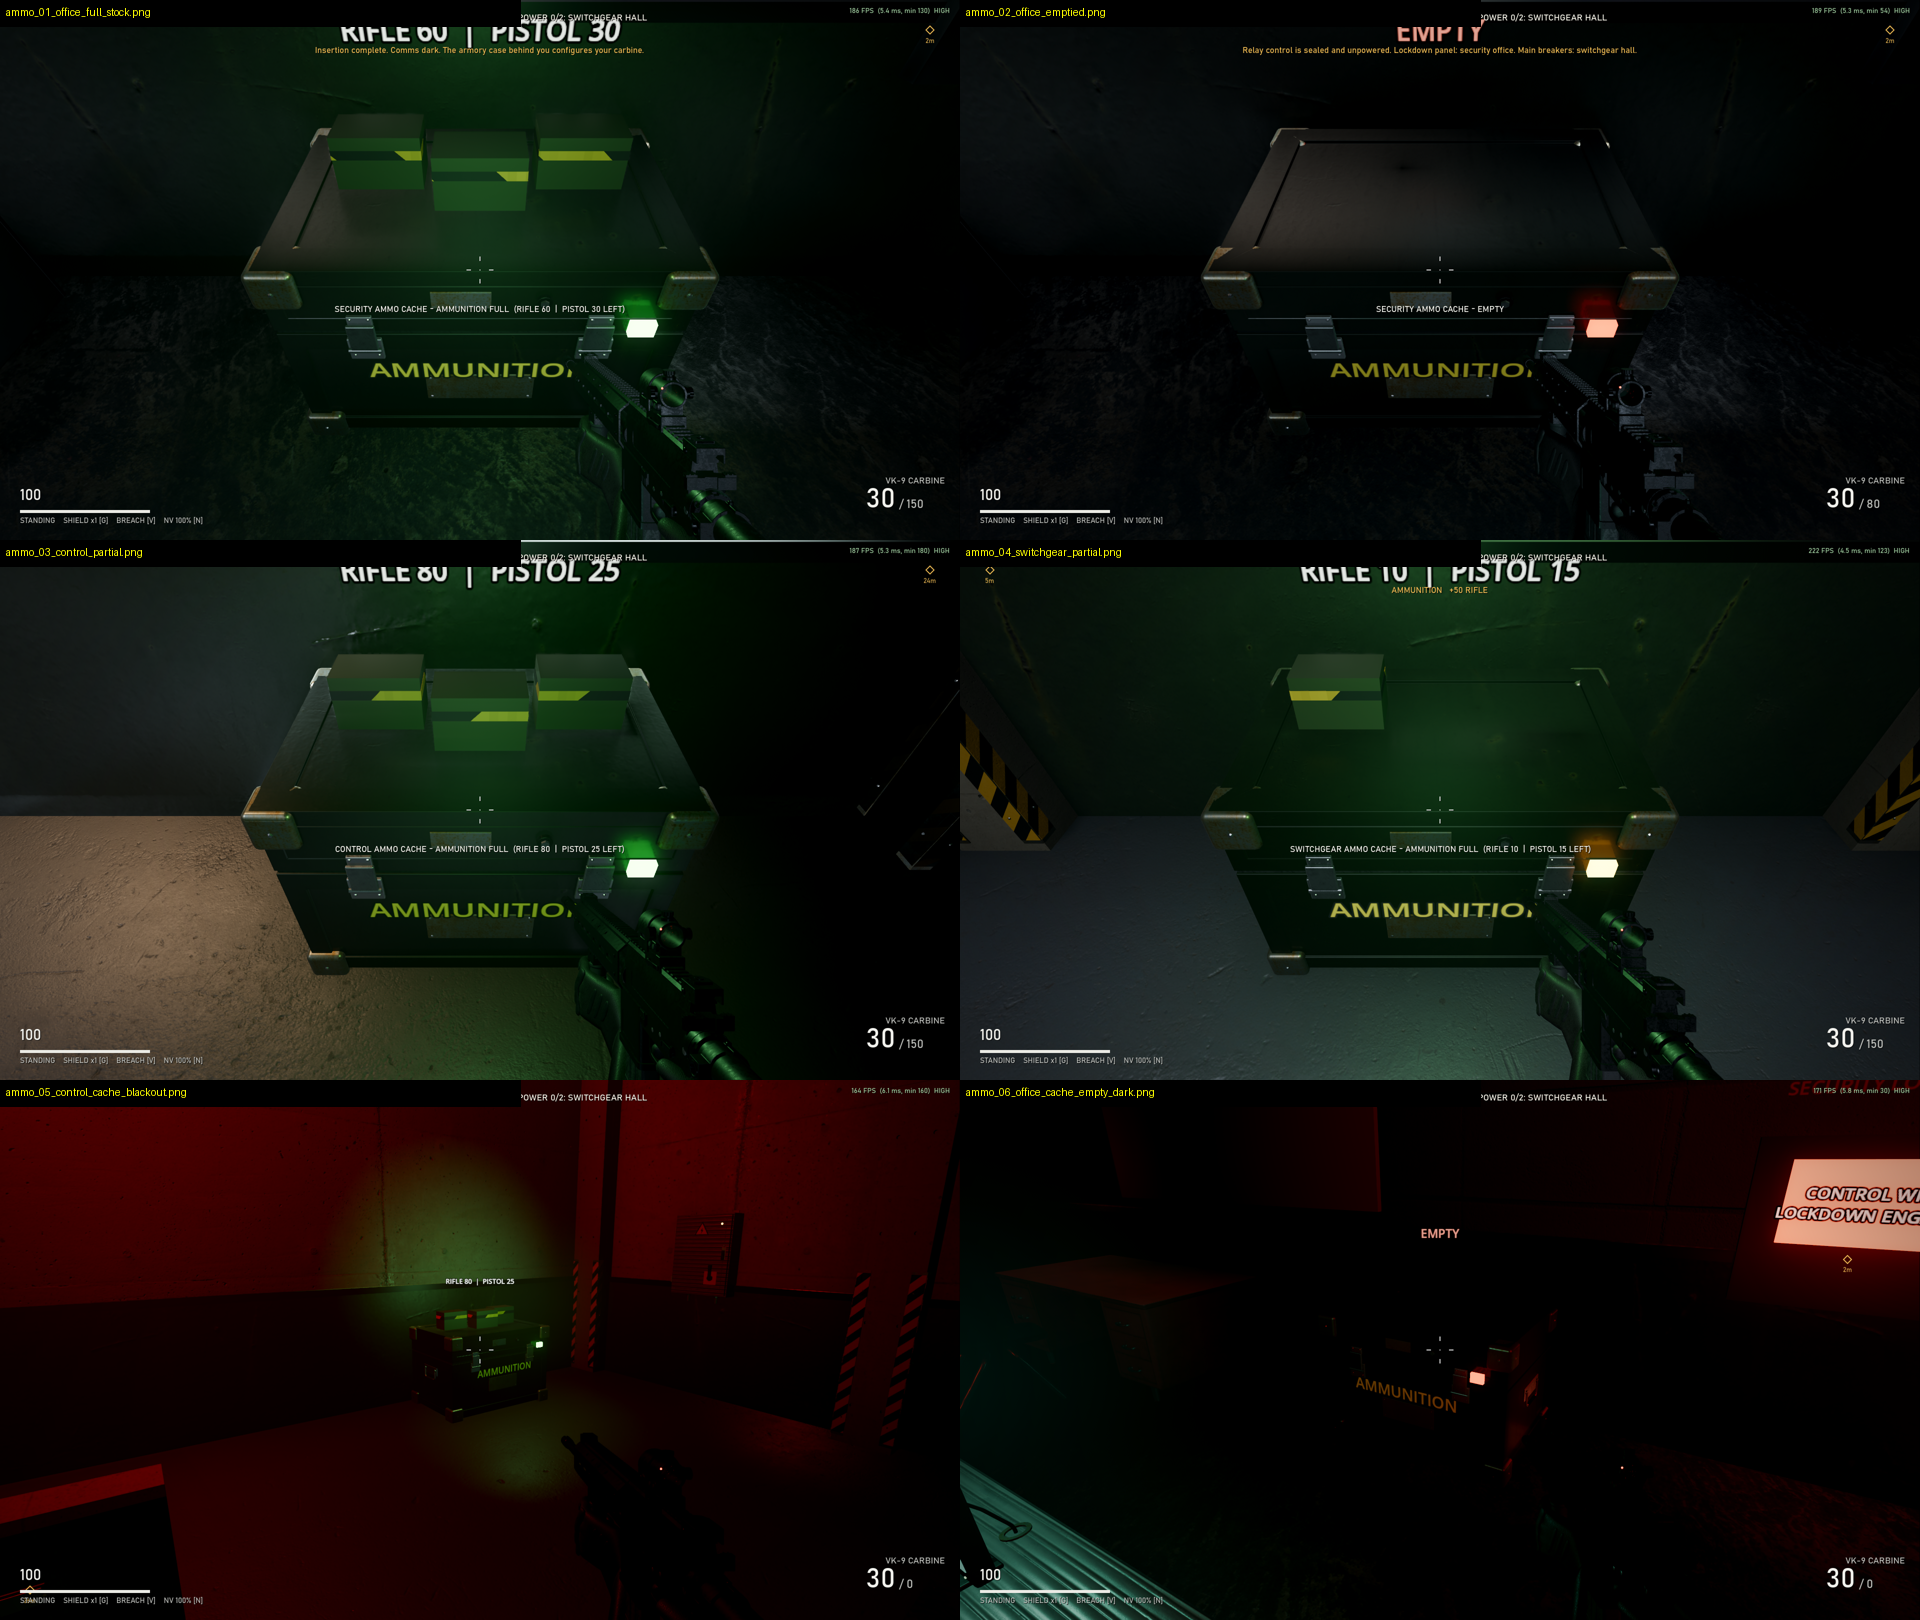 ammo_01_office_full_stock.png
POWER 0/2: SWITCHGEAR HALL
186 FPS (5.4 ms, min 130) HIGH
RIFLE 60 | PISTOL 30
2m
Insertion complete. Comms dark. The armory case behind you configures your carbine.
SECURITY AMMO CACHE - AMMUNITION FULL (RIFLE 60 | PISTOL 30 LEFT)
AMMUNITIO
VK-9 CARBINE
100
30 / 150
STANDING SHIELD x1 [G] BREACH [V] NV 100% [N]
ammo_02_office_emptied.png
POWER 0/2: SWITCHGEAR HALL
189 FPS (5.3 ms, min 54) HIGH
EMPTY
2m
Relay control is sealed and unpowered. Lockdown panel: security office. Main breakers: switchgear hall.
SECURITY AMMO CACHE - EMPTY
AMMUNITIO
VK-9 CARBINE
100
30 / 80
STANDING SHIELD x1 [G] BREACH [V] NV 100% [N]
ammo_03_control_partial.png
POWER 0/2: SWITCHGEAR HALL
187 FPS (5.3 ms, min 180) HIGH
RIFLE 80 | PISTOL 25
24m
CONTROL AMMO CACHE - AMMUNITION FULL (RIFLE 80 | PISTOL 25 LEFT)
AMMUNITIO
VK-9 CARBINE
100
30 / 150
STANDING SHIELD x1 [G] BREACH [V] NV 100% [N]
ammo_04_switchgear_partial.png
POWER 0/2: SWITCHGEAR HALL
222 FPS (4.5 ms, min 123) HIGH
RIFLE 10 | PISTOL 15
5m
AMMUNITION +50 RIFLE
SWITCHGEAR AMMO CACHE - AMMUNITION FULL (RIFLE 10 | PISTOL 15 LEFT)
AMMUNITIO
VK-9 CARBINE
100
30 / 150
STANDING SHIELD x1 [G] BREACH [V] NV 100% [N]
ammo_05_control_cache_blackout.png
POWER 0/2: SWITCHGEAR HALL
164 FPS (6.1 ms, min 160) HIGH
RIFLE 80 | PISTOL 25
AMMUNITION
VK-9 CARBINE
100
30 / 0
STANDING SHIELD x1 [G] BREACH [V] NV 100% [N]
ammo_06_office_cache_empty_dark.png
POWER 0/2: SWITCHGEAR HALL
171 FPS (5.8 ms, min 30) HIGH
SECURITY
CONTROL WI
LOCKDOWN ENG
EMPTY
2m
AMMUNITION
VK-9 CARBINE
100
30 / 0
STANDING SHIELD x1 [G] BREACH [V] NV 100% [N]